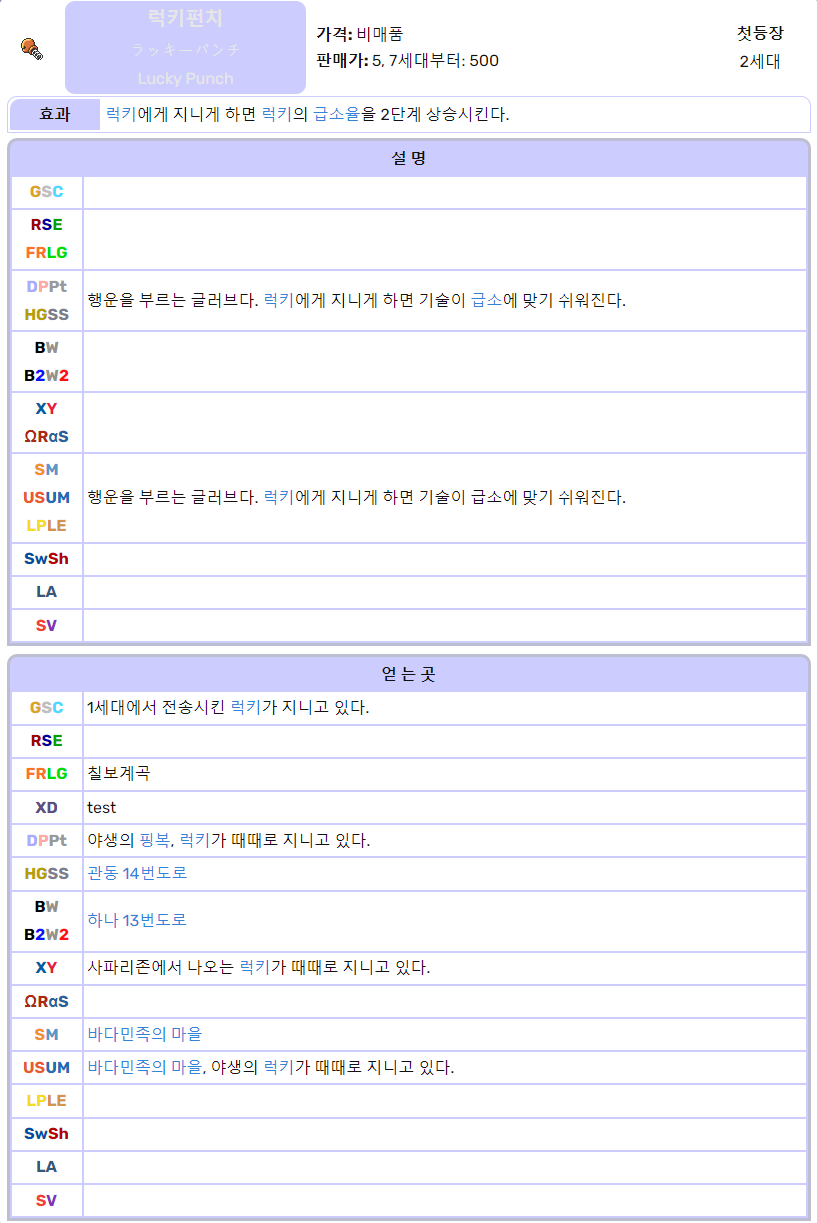 럭키펀치
ラッキーパンチ
Lucky Punch
가격: 비매품
판매가: 5, 7세대부터: 500
첫등장
2세대
효과
럭키에게 지니게 하면 럭키의 급소율을 2단계 상승시킨다.
설 명
GSC
RSE
FRLG
DPPt
HGSS
행운을 부르는 글러브다. 럭키에게 지니게 하면 기술이 급소에 맞기 쉬워진다.
BW
B2W2
XY
ΩRαS
SM
USUM
LPLE
행운을 부르는 글러브다. 럭키에게 지니게 하면 기술이 급소에 맞기 쉬워진다.
SwSh
LA
SV
얻 는 곳
GSC
1세대에서 전송시킨 럭키가 지니고 있다.
RSE
FRLG
칠보계곡
XD
test
DPPt
야생의 핑복, 럭키가 때때로 지니고 있다.
HGSS
관동 14번도로
BW
B2W2
하나 13번도로
XY
사파리존에서 나오는 럭키가 때때로 지니고 있다.
ΩRαS
SM
바다민족의 마을
USUM
바다민족의 마을, 야생의 럭키가 때때로 지니고 있다.
LPLE
SwSh
LA
SV